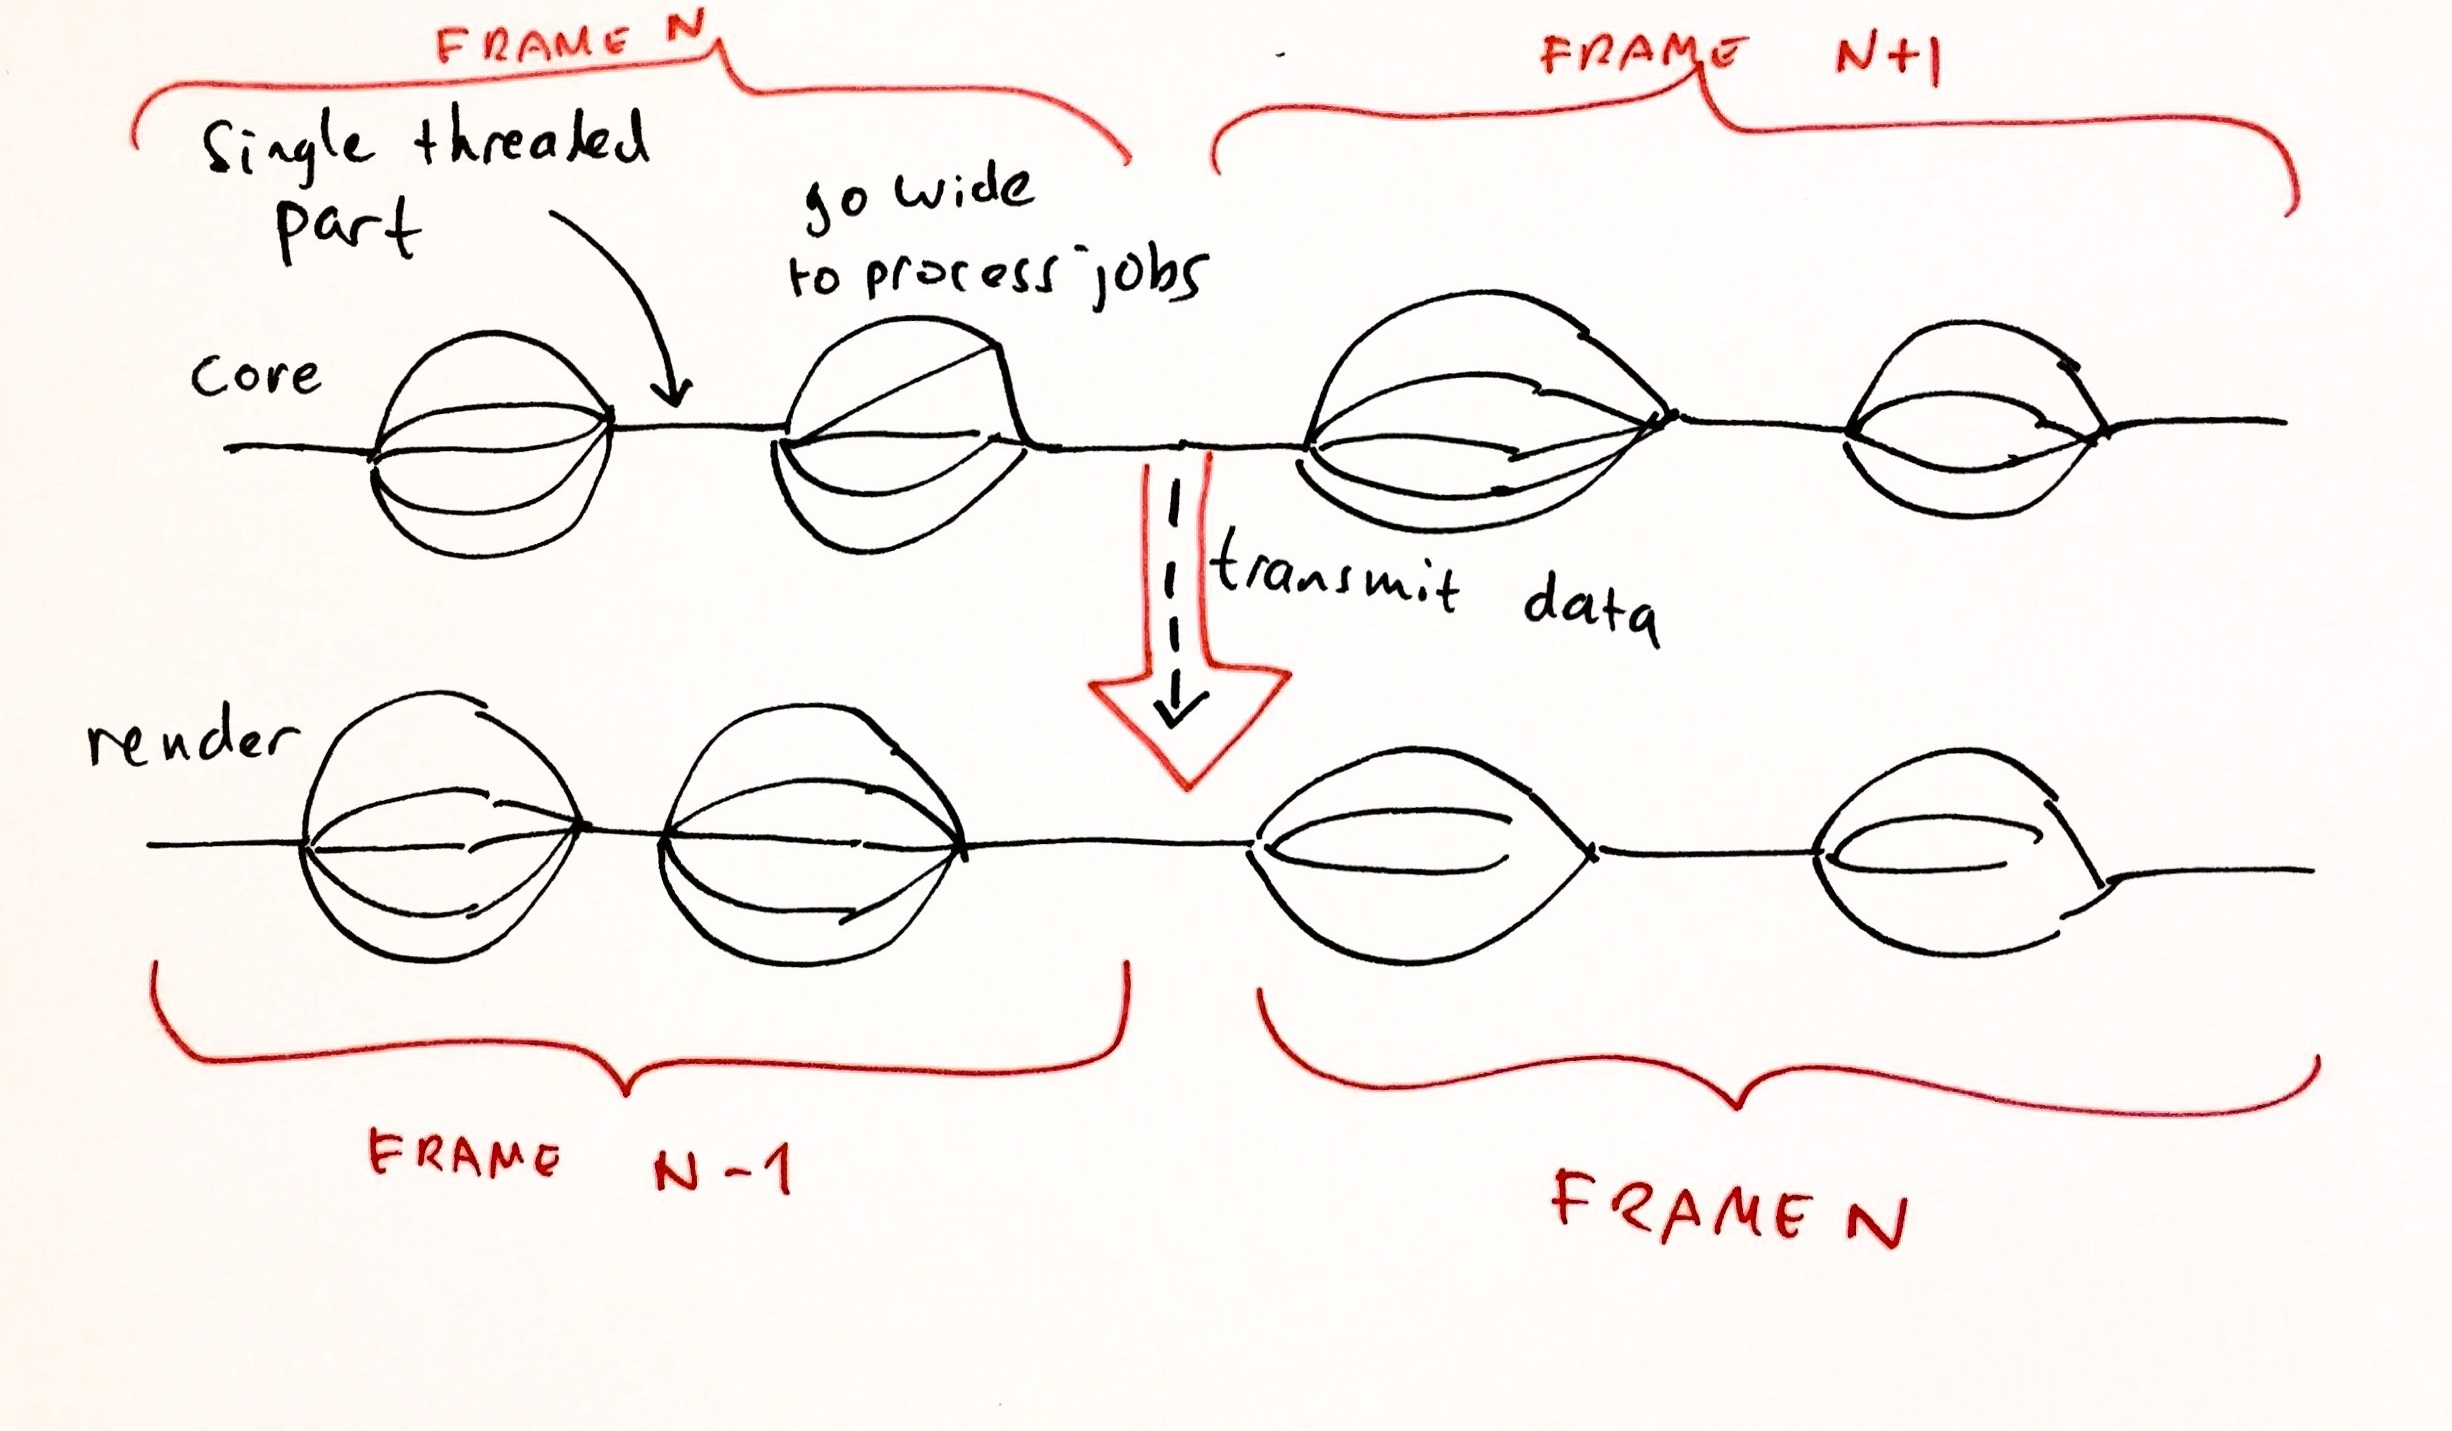 FRAME N
FRAME N+1
Single threaded
part
go wide
to process jobs
core
transmit data
render
FRAME N-1
FRAME N